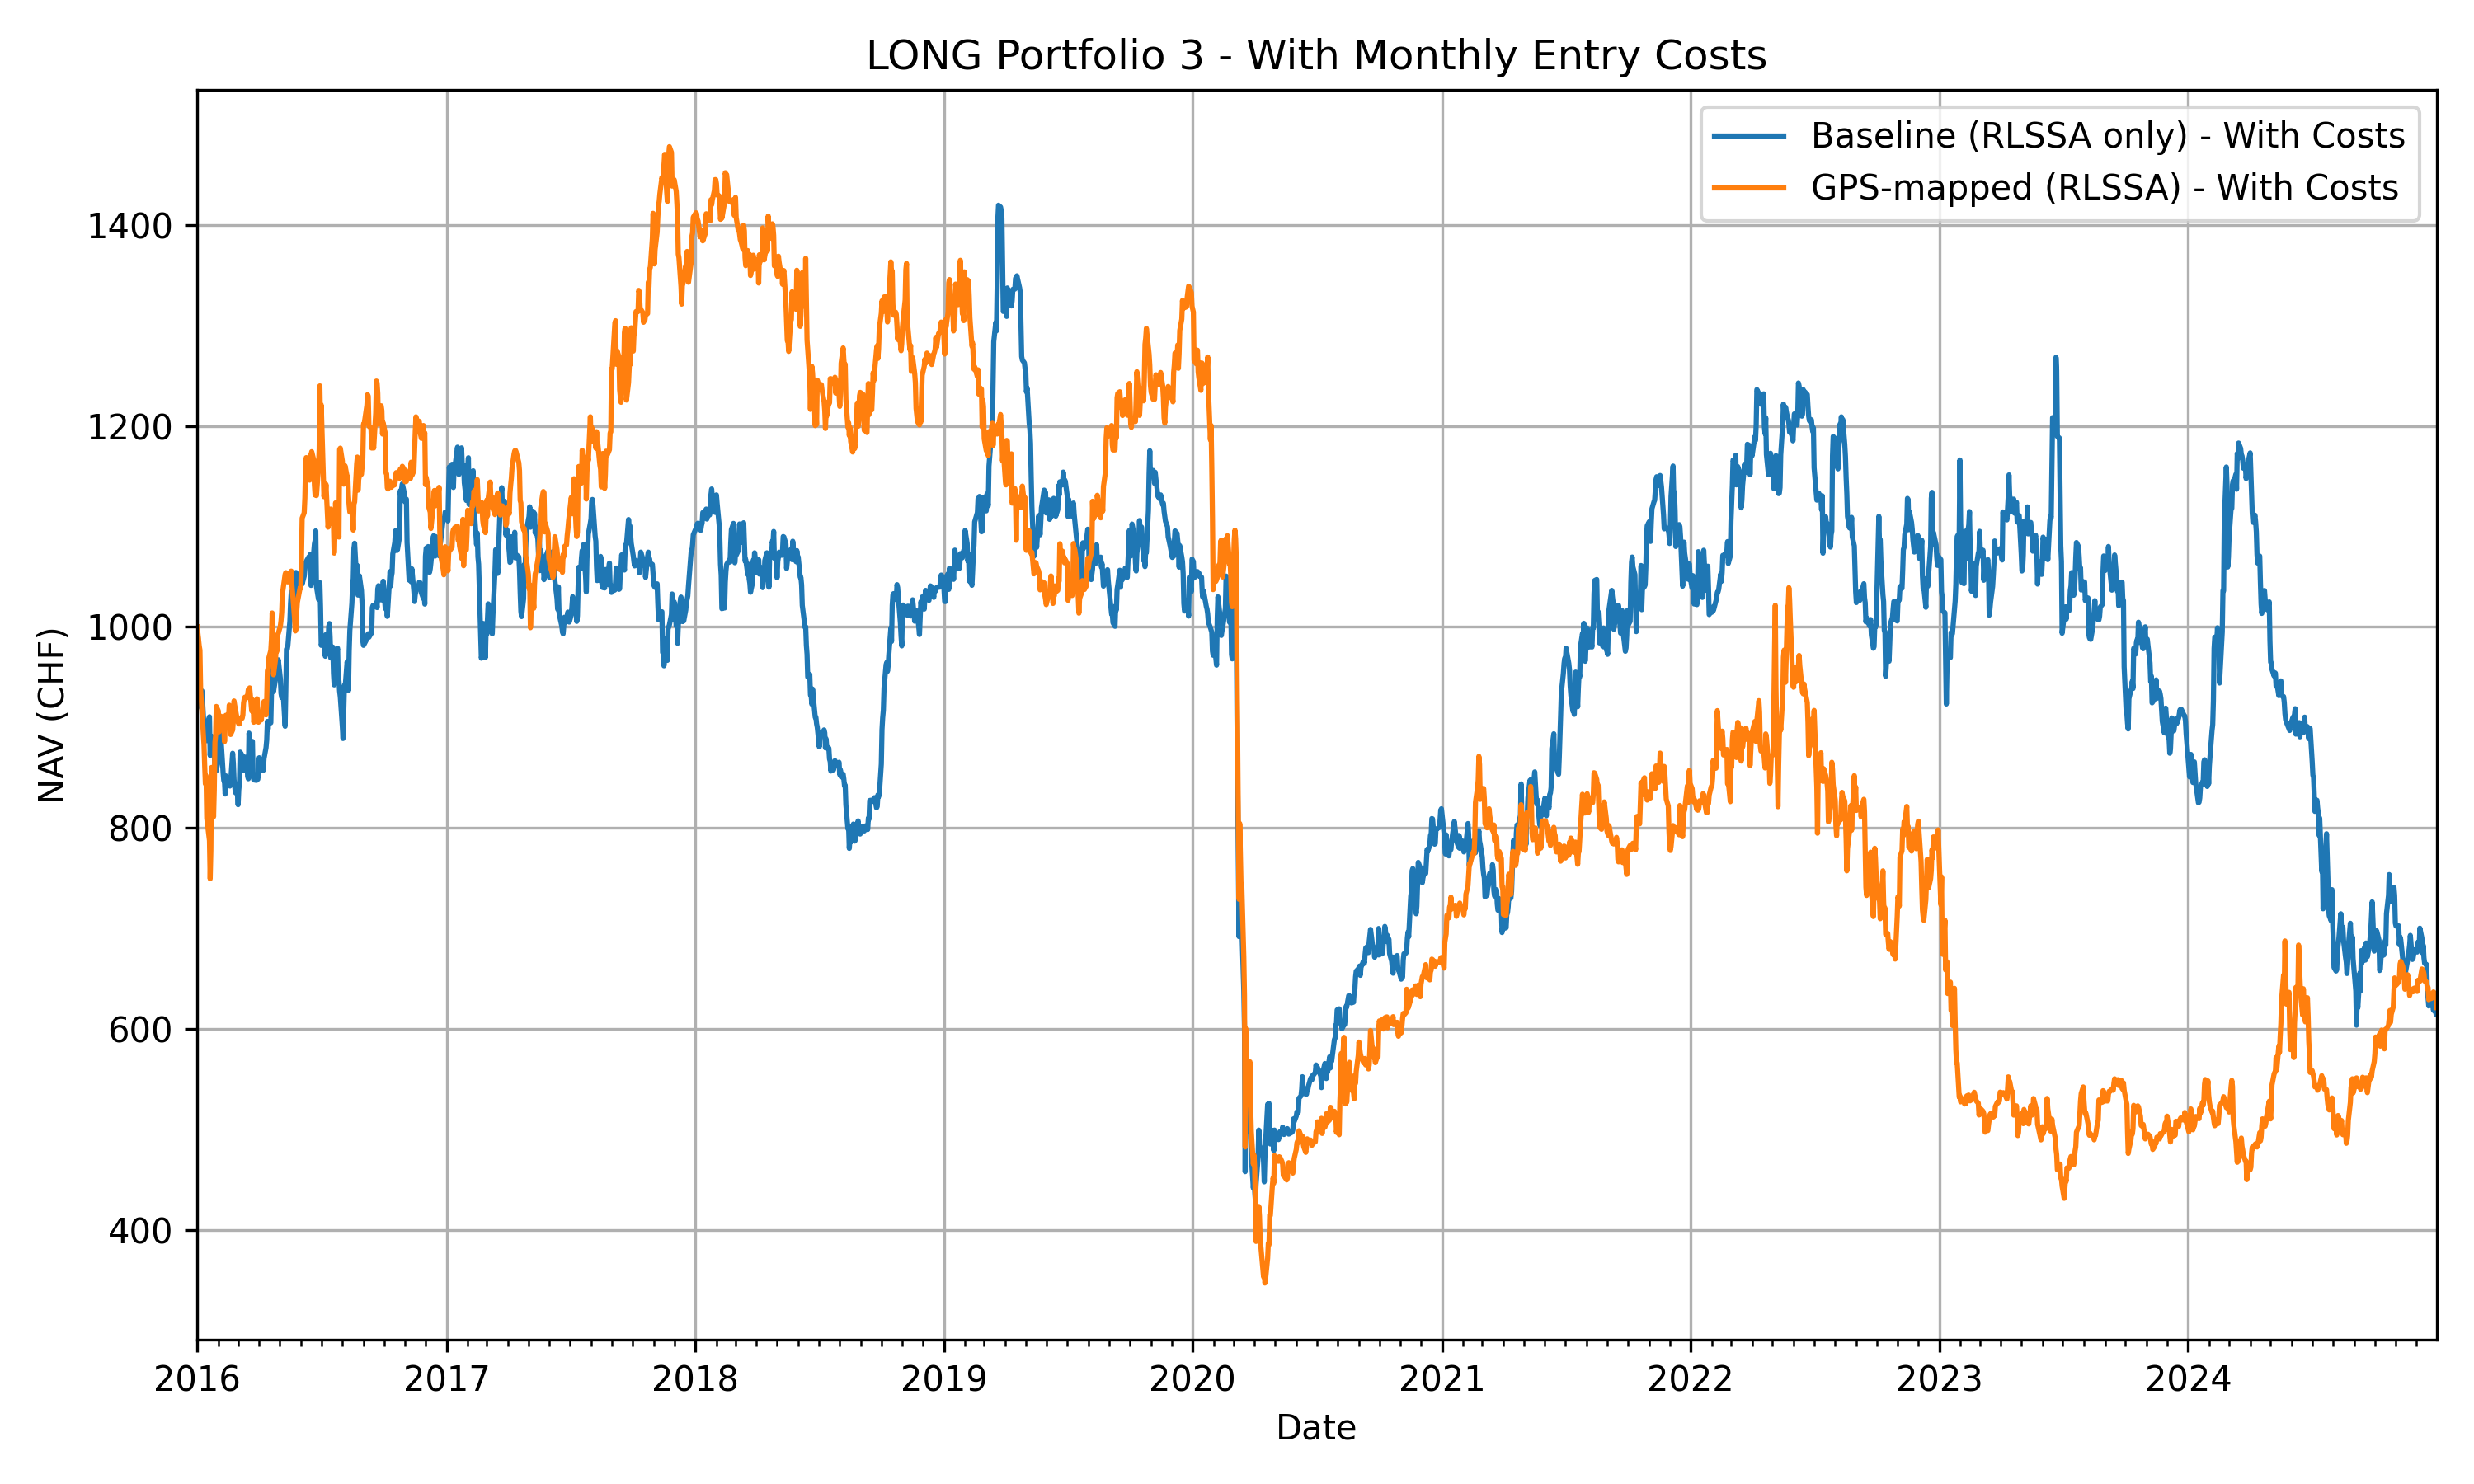 LONG Portfolio 3 - With Monthly Entry Costs
Baseline (RLSSA only) - With Costs
GPS-mapped (RLSSA) - With Costs
NAV (CHF)
1400
1200
1000
800
600
400
2016 2017 2018 2019 2020 2021 2022 2023 2024
Date